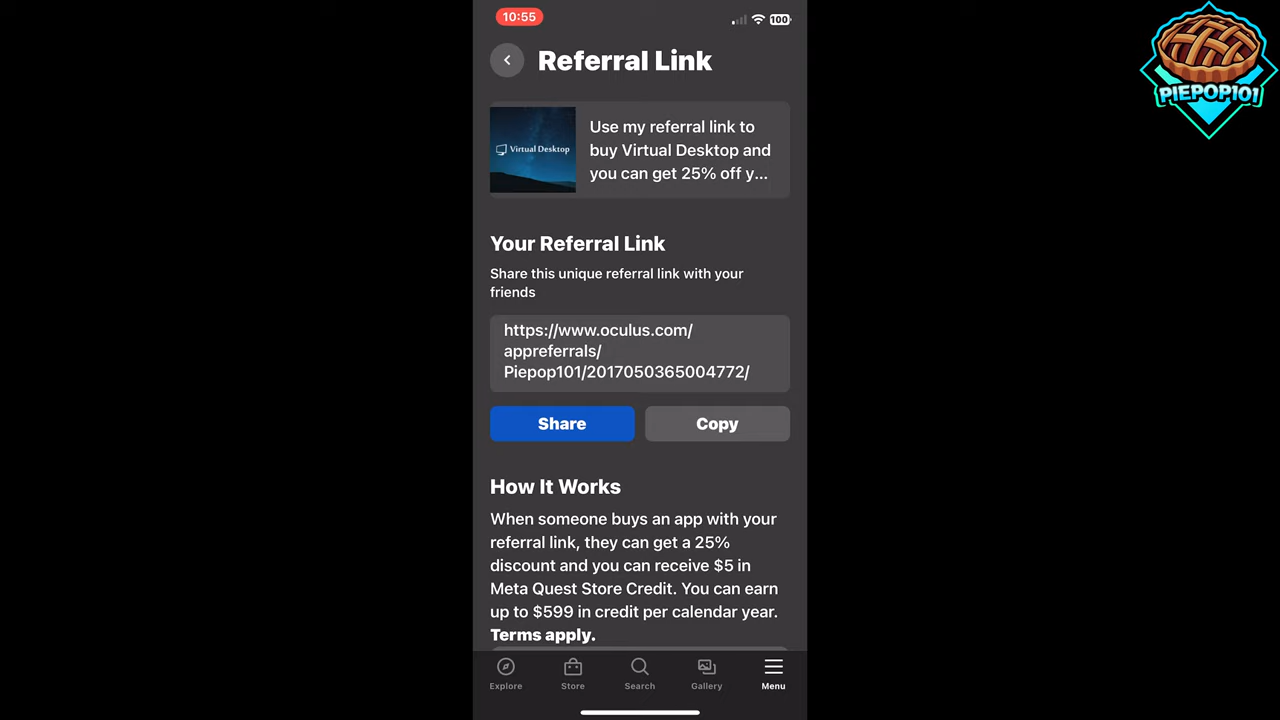 10:55
100
Referral Link
PIEPOP101
Virtual Desktop
Use my referral link to
buy Virtual Desktop and
you can get 25% off y...
Your Referral Link
Share this unique referral link with your
friends
https://www.oculus.com/
appreferrals/
Piepop101/2017050365004772/
Share
Copy
How It Works
When someone buys an app with your
referral link, they can get a 25%
discount and you can receive $5 in
Meta Quest Store Credit. You can earn
up to $599 in credit per calendar year.
Terms apply.
Explore
Store
Search
Gallery
Menu